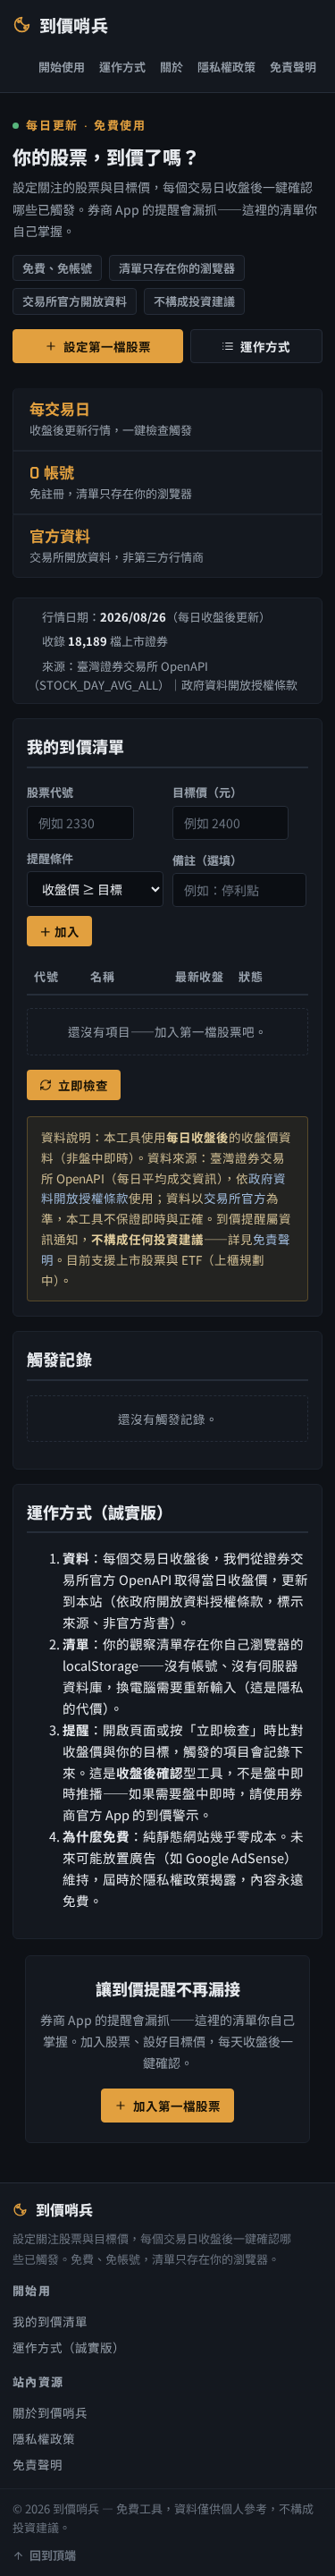 到價哨兵
開始使用 運作方式 關於 隱私權政策 免責聲明
每日更新 · 免費使用
你的股票，到價了嗎？
設定關注的股票與目標價，每個交易日收盤後一鍵確認
哪些已觸發。券商 App 的提醒會漏抓——這裡的清單你
自己掌握。
免費、免帳號 清單只存在你的瀏覽器
交易所官方開放資料 不構成投資建議
＋ 設定第一檔股票 運作方式
每交易日
收盤後更新行情，一鍵檢查觸發
0 帳號
免註冊，清單只存在你的瀏覽器
官方資料
交易所開放資料，非第三方行情商
行情日期：2026/08/26（每日收盤後更新）
收錄 18,189 檔上市證券
來源：臺灣證券交易所 OpenAPI
（STOCK_DAY_AVG_ALL）｜政府資料開放授權條款
我的到價清單
股票代號 目標價（元）
例如 2330 例如 2400
提醒條件 備註（選填）
收盤價 ≥ 目標 例如：停利點
＋加入
代號 名稱 最新收盤 狀態
還沒有項目——加入第一檔股票吧。
立即檢查
資料說明：本工具使用每日收盤後的收盤價資
料（非盤中即時）。資料來源：臺灣證券交易
所 OpenAPI（每日平均成交資訊），依政府資
料開放授權條款使用；資料以交易所官方為
準，本工具不保證即時與正確。到價提醒屬資
訊通知，不構成任何投資建議——詳見免責聲
明。目前支援上市股票與 ETF（上櫃規劃
中）。
觸發記錄
還沒有觸發記錄。
運作方式（誠實版）
1. 資料：每個交易日收盤後，我們從證券交
易所官方 OpenAPI 取得當日收盤價，更新
到本站（依政府開放資料授權條款，標示
來源、非官方背書）。
2. 清單：你的觀察清單存在你自己瀏覽器的
localStorage——沒有帳號、沒有伺服器
資料庫，換電腦需要重新輸入（這是隱私
的代價）。
3. 提醒：開啟頁面或按「立即檢查」時比對
收盤價與你的目標，觸發的項目會記錄下
來。這是收盤後確認型工具，不是盤中即
時推播——如果需要盤中即時，請使用券
商官方 App 的到價警示。
4. 為什麼免費：純靜態網站幾乎零成本。未
來可能放置廣告（如 Google AdSense）
維持，屆時於隱私權政策揭露，內容永遠
免費。
讓到價提醒不再漏接
券商 App 的提醒會漏抓——這裡的清單你自己
掌握。加入股票、設好目標價，每天收盤後一
鍵確認。
＋ 加入第一檔股票
到價哨兵
設定關注股票與目標價，每個交易日收盤後一鍵確認哪
些已觸發。免費、免帳號，清單只存在你的瀏覽器。
開始用
我的到價清單
運作方式（誠實版）
站內資源
關於到價哨兵
隱私權政策
免責聲明
© 2026 到價哨兵 — 免費工具，資料僅供個人參考，不構成
投資建議。
↑ 回到頂端